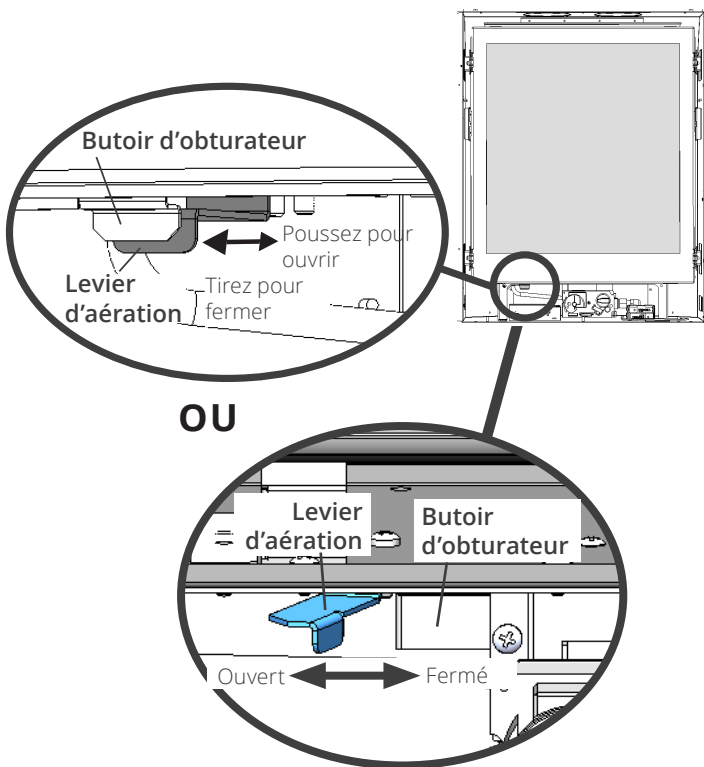 Butoir d’obturateur
Poussez pour
ouvrir
Levier
d’aération
Tirez pour
fermer
OU
Levier
d’aération
Butoir
d’obturateur
Ouvert
Fermé